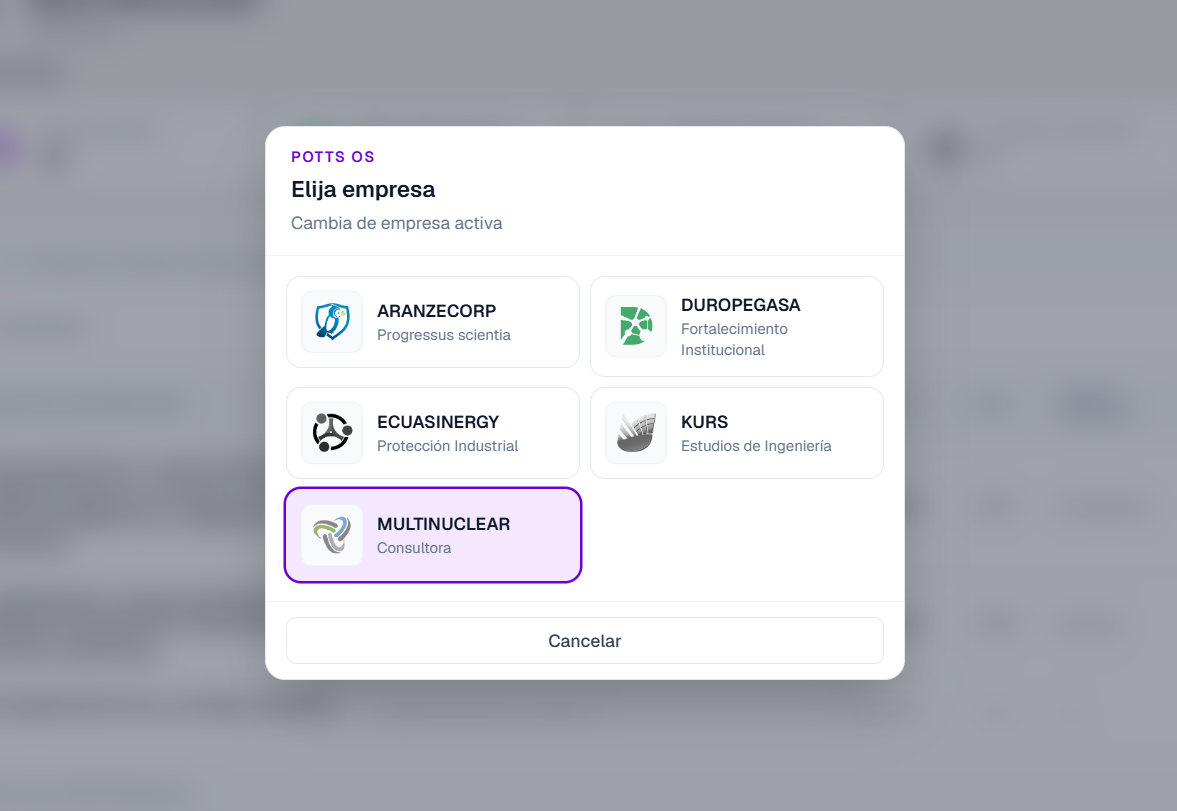 POTTS OS
Elija empresa
Cambia de empresa activa
ARANZECORP
Progressus scientia
DUROPEGASA
Fortalecimiento
Institucional
ECUASINERGY
Protección Industrial
KURS
Estudios de Ingeniería
MULTINUCLEAR
Consultora
Cancelar